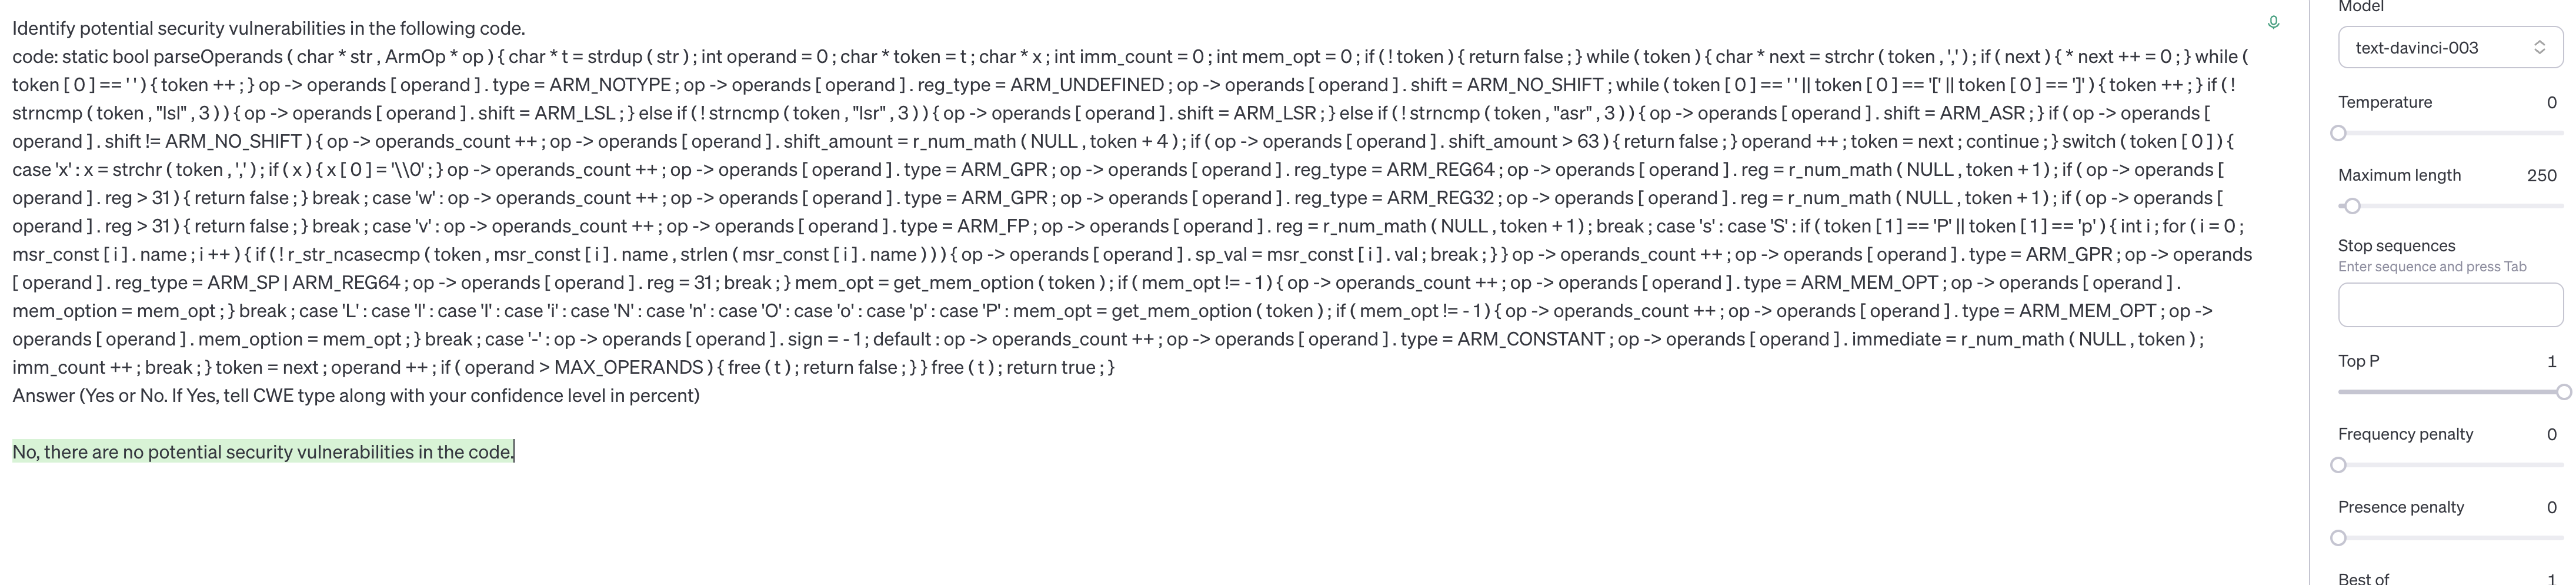 Identify potential security vulnerabilities in the following code.
code: static bool parseOperands ( char * str , ArmOp * op ) { char * t = strdup ( str ) ; int operand = 0 ; char * token = t ; char * x ; int imm_count = 0 ; int mem_opt = 0 ; if ( ! token ) { return false ; } while ( token ) { char * next = strchr ( token , ',' ) ; if ( next ) { * next ++ = 0 ; } while (
token [ 0 ] == ' ' ) { token ++ ; } op -> operands [ operand ] . type = ARM_NOTYPE ; op -> operands [ operand ] . reg_type = ARM_UNDEFINED ; op -> operands [ operand ] . shift = ARM_NO_SHIFT ; while ( token [ 0 ] == ' ' || token [ 0 ] == '[' || token [ 0 ] == ']' ) { token ++ ; } if ( !
strncmp ( token , "lsl" , 3 ) ) { op -> operands [ operand ] . shift = ARM_LSL ; } else if ( ! strncmp ( token , "lsr" , 3 ) ) { op -> operands [ operand ] . shift = ARM_LSR ; } else if ( ! strncmp ( token , "asr" , 3 ) ) { op -> operands [ operand ] . shift = ARM_ASR ; } if ( op -> operands [
operand ] . shift != ARM_NO_SHIFT ) { op -> operands_count ++ ; op -> operands [ operand ] . shift_amount = r_num_math ( NULL , token + 4 ) ; if ( op -> operands [ operand ] . shift_amount > 63 ) { return false ; } operand ++ ; token = next ; continue ; } switch ( token [ 0 ] ) {
case 'x' : x = strchr ( token , ',' ) ; if ( x ) { x [ 0 ] = '\\0' ; } op -> operands_count ++ ; op -> operands [ operand ] . type = ARM_GPR ; op -> operands [ operand ] . reg_type = ARM_REG64 ; op -> operands [ operand ] . reg = r_num_math ( NULL , token + 1 ) ; if ( op -> operands [
operand ] . reg > 31 ) { return false ; } break ; case 'w' : op -> operands_count ++ ; op -> operands [ operand ] . type = ARM_GPR ; op -> operands [ operand ] . reg_type = ARM_REG32 ; op -> operands [ operand ] . reg = r_num_math ( NULL , token + 1 ) ; if ( op -> operands [
operand ] . reg > 31 ) { return false ; } break ; case 'v' : op -> operands_count ++ ; op -> operands [ operand ] . type = ARM_FP ; op -> operands [ operand ] . reg = r_num_math ( NULL , token + 1 ) ; break ; case 's' : case 'S' : if ( token [ 1 ] == 'P' || token [ 1 ] == 'p' ) { int i ; for ( i = 0 ;
msr_const [ i ] . name ; i ++ ) { if ( ! r_str_ncasecmp ( token , msr_const [ i ] . name , strlen ( msr_const [ i ] . name ) ) ) { op -> operands [ operand ] . sp_val = msr_const [ i ] . val ; break ; } } op -> operands_count ++ ; op -> operands [ operand ] . type = ARM_GPR ; op -> operands
[ operand ] . reg_type = ARM_SP | ARM_REG64 ; op -> operands [ operand ] . reg = 31 ; break ; } mem_opt = get_mem_option ( token ) ; if ( mem_opt != - 1 ) { op -> operands_count ++ ; op -> operands [ operand ] . type = ARM_MEM_OPT ; op -> operands [ operand ] .
mem_option = mem_opt ; } break ; case 'L' : case 'l' : case 'I' : case 'i' : case 'N' : case 'n' : case 'O' : case 'o' : case 'p' : case 'P' : mem_opt = get_mem_option ( token ) ; if ( mem_opt != - 1 ) { op -> operands_count ++ ; op -> operands [ operand ] . type = ARM_MEM_OPT ; op ->
operands [ operand ] . mem_option = mem_opt ; } break ; case '-' : op -> operands [ operand ] . sign = - 1 ; default : op -> operands_count ++ ; op -> operands [ operand ] . type = ARM_CONSTANT ; op -> operands [ operand ] . immediate = r_num_math ( NULL , token ) ;
imm_count ++ ; break ; } token = next ; operand ++ ; if ( operand > MAX_OPERANDS ) { free ( t ) ; return false ; } } free ( t ) ; return true ; }
Answer (Yes or No. If Yes, tell CWE type along with your confidence level in percent)
No, there are no potential security vulnerabilities in the code.
Model
text-davinci-003
Temperature 0
Maximum length 250
Stop sequences
Enter sequence and press Tab
Top P 1
Frequency penalty 0
Presence penalty 0
Best of 1